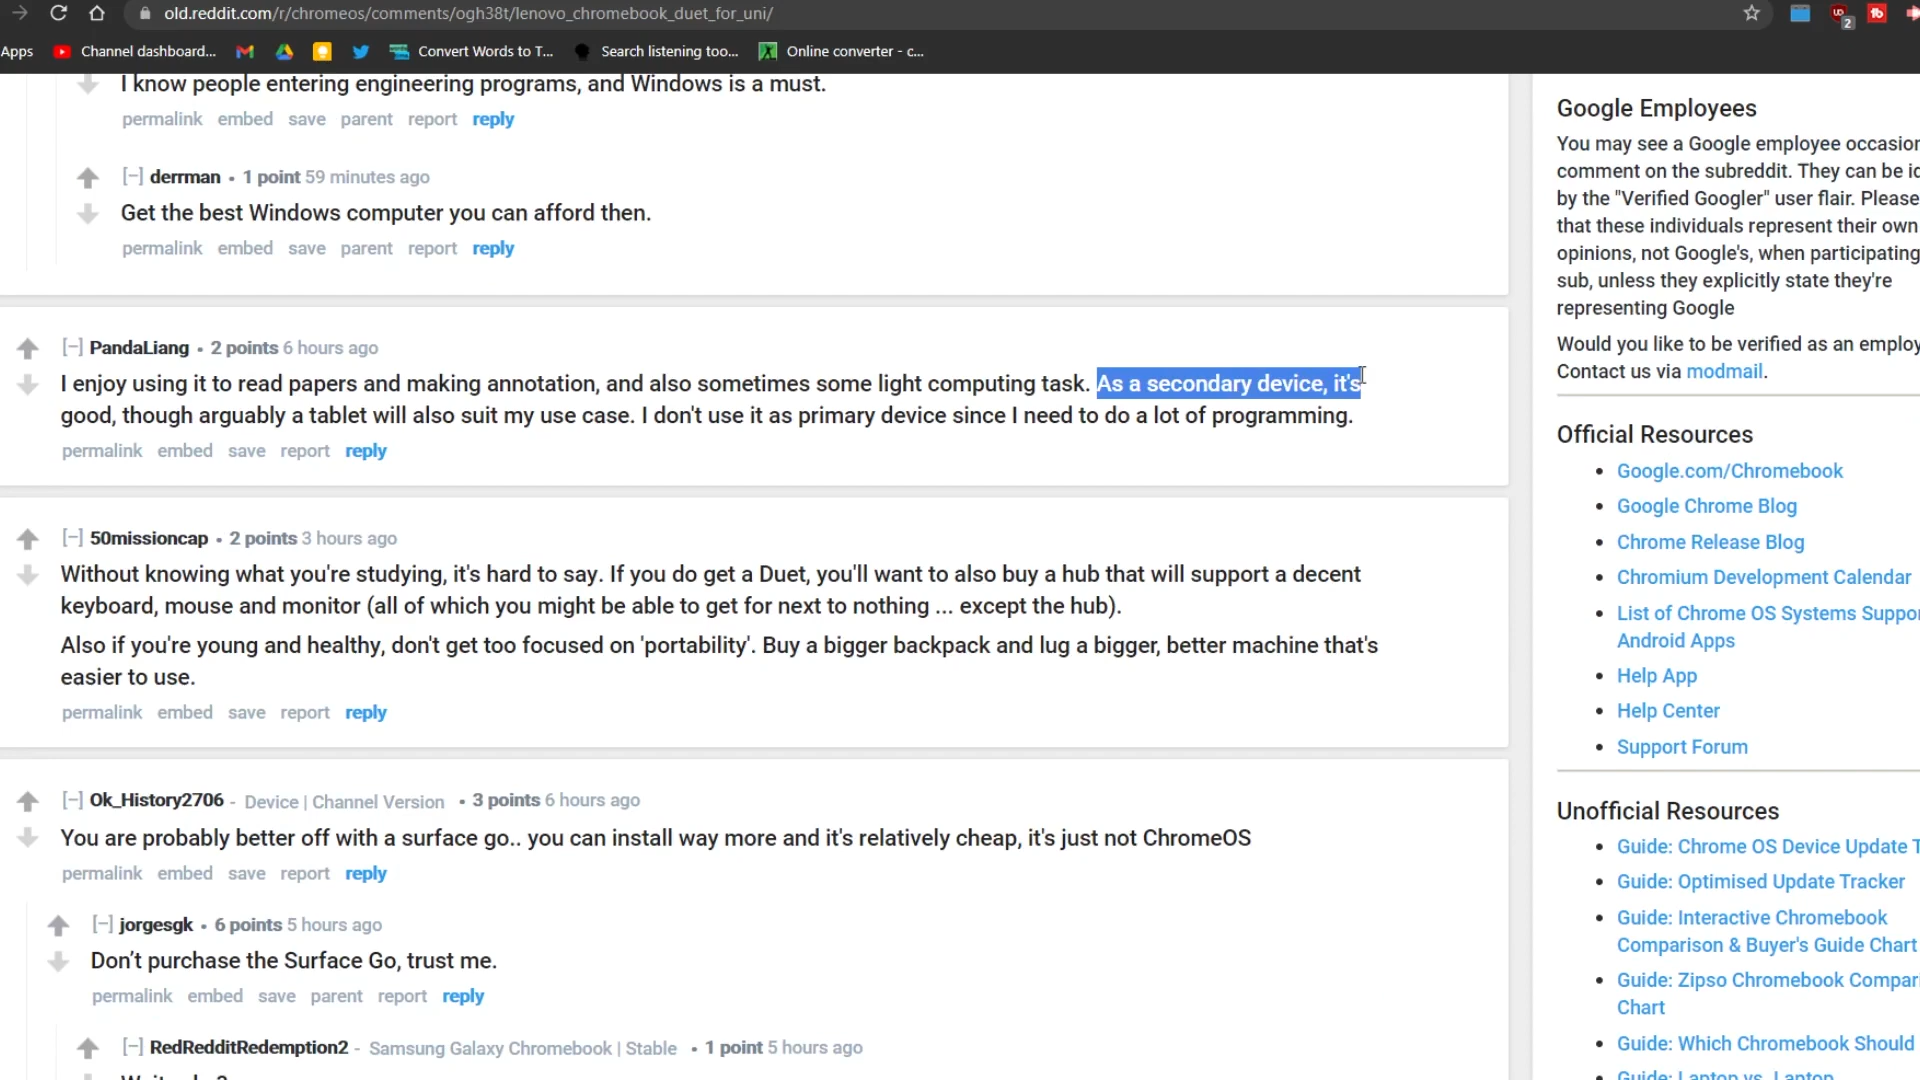 old.reddit.com/r/chromeos/comments/ogh38t/lenovo_chromebook_duet_for_uni/
2
Apps Channel dashboard... Convert Words to T... Search listening too... Online converter - c...
I know people entering engineering programs, and Windows is a must.
permalink embed save parent report reply
[–] derrman • 1 point 59 minutes ago
Get the best Windows computer you can afford then.
permalink embed save parent report reply
[–] PandaLiang • 2 points 6 hours ago
I enjoy using it to read papers and making annotation, and also sometimes some light computing task. As a secondary device, it's
good, though arguably a tablet will also suit my use case. I don't use it as primary device since I need to do a lot of programming.
permalink embed save report reply
[–] 50missioncap • 2 points 3 hours ago
Without knowing what you're studying, it's hard to say. If you do get a Duet, you'll want to also buy a hub that will support a decent
keyboard, mouse and monitor (all of which you might be able to get for next to nothing ... except the hub).
Also if you're young and healthy, don't get too focused on 'portability'. Buy a bigger backpack and lug a bigger, better machine that's
easier to use.
permalink embed save report reply
[–] Ok_History2706 - Device | Channel Version • 3 points 6 hours ago
You are probably better off with a surface go.. you can install way more and it's relatively cheap, it's just not ChromeOS
permalink embed save report reply
[–] jorgesgk • 6 points 5 hours ago
Don't purchase the Surface Go, trust me.
permalink embed save parent report reply
[–] RedRedditRedemption2 - Samsung Galaxy Chromebook | Stable • 1 point 5 hours ago
Google Employees
You may see a Google employee occasion
comment on the subreddit. They can be
by the "Verified Googler" user flair. Please
that these individuals represent their own
opinions, not Google's, when participating
sub, unless they explicitly state they're
representing Google
Would you like to be verified as an employ
Contact us via modmail.
Official Resources
• Google.com/Chromebook
• Google Chrome Blog
• Chrome Release Blog
• Chromium Development Calendar
• List of Chrome OS Systems Suppo
Android Apps
• Help App
• Help Center
• Support Forum
Unofficial Resources
• Guide: Chrome OS Device Update T
• Guide: Optimised Update Tracker
• Guide: Interactive Chromebook
Comparison & Buyer's Guide Chart
• Guide: Zipso Chromebook Compari
Chart
• Guide: Which Chromebook Should
• Guide: Laptop vs. Laptop